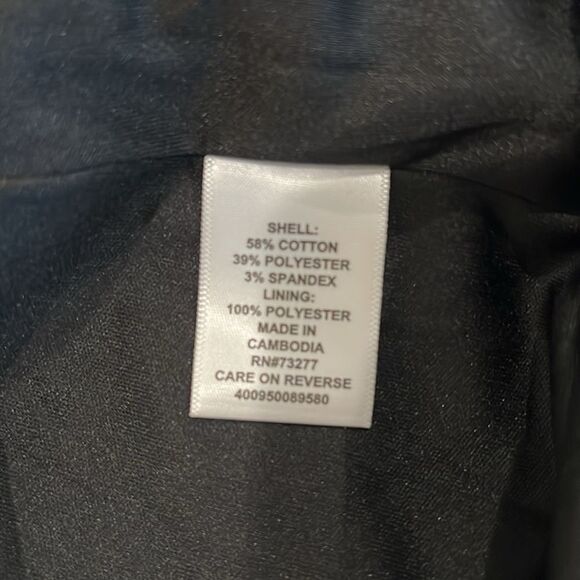 SHELL:
58% COTTON
39% POLYESTER
3% SPANDEX
LINING:
100% POLYESTER
MADE IN
CAMBODIA
RN#73277
CARE ON REVERSE
400950089580